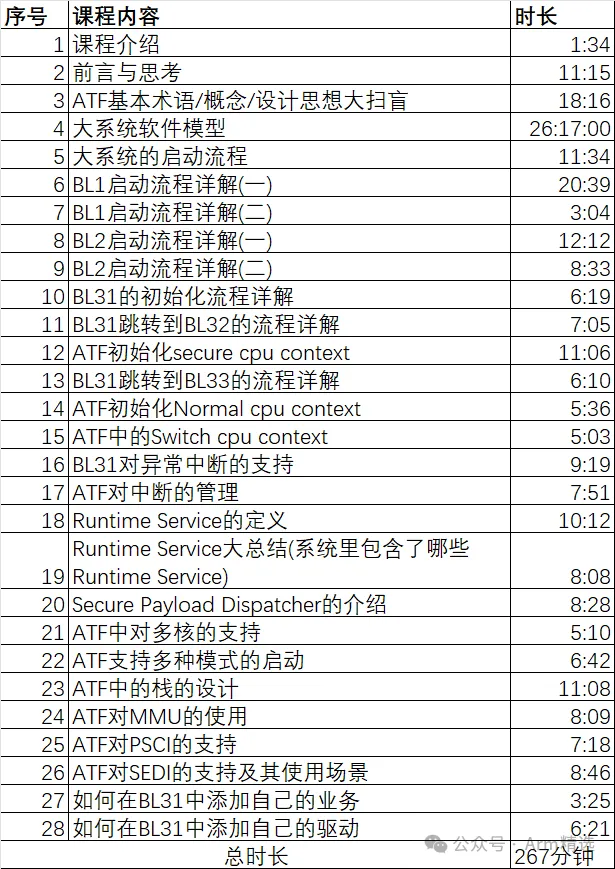 序号 课程内容 时长
1 课程介绍 1:34
2 前言与思考 11:15
3 ATF基本术语/概念/设计思想大扫盲 18:16
4 大系统软件模型 26:17:00
5 大系统的启动流程 11:34
6 BL1启动流程详解(一) 20:39
7 BL1启动流程详解(二) 3:04
8 BL2启动流程详解(一) 12:12
9 BL2启动流程详解(二) 8:33
10 BL31的初始化流程详解 6:19
11 BL31跳转到BL32的流程详解 7:05
12 ATF初始化secure cpu context 11:06
13 BL31跳转到BL33的流程详解 6:10
14 ATF初始化Normal cpu context 5:36
15 ATF中的Switch cpu context 5:03
16 BL31对异常中断的支持 9:19
17 ATF对中断的管理 7:51
18 Runtime Service的定义 10:12
Runtime Service大总结(系统里包含了哪些
19 Runtime Service) 8:08
20 Secure Payload Dispatcher的介绍 8:28
21 ATF中对多核的支持 5:10
22 ATF支持多种模式的启动 6:42
23 ATF中的栈的设计 11:08
24 ATF对MMU的使用 8:09
25 ATF对PSCI的支持 7:18
26 ATF对SEDI的支持及其使用场景 8:46
27 如何在BL31中添加自己的业务 3:25
28 如何在BL31中添加自己的驱动 6:21
公众号 · Arm精选
总时长 267分钟